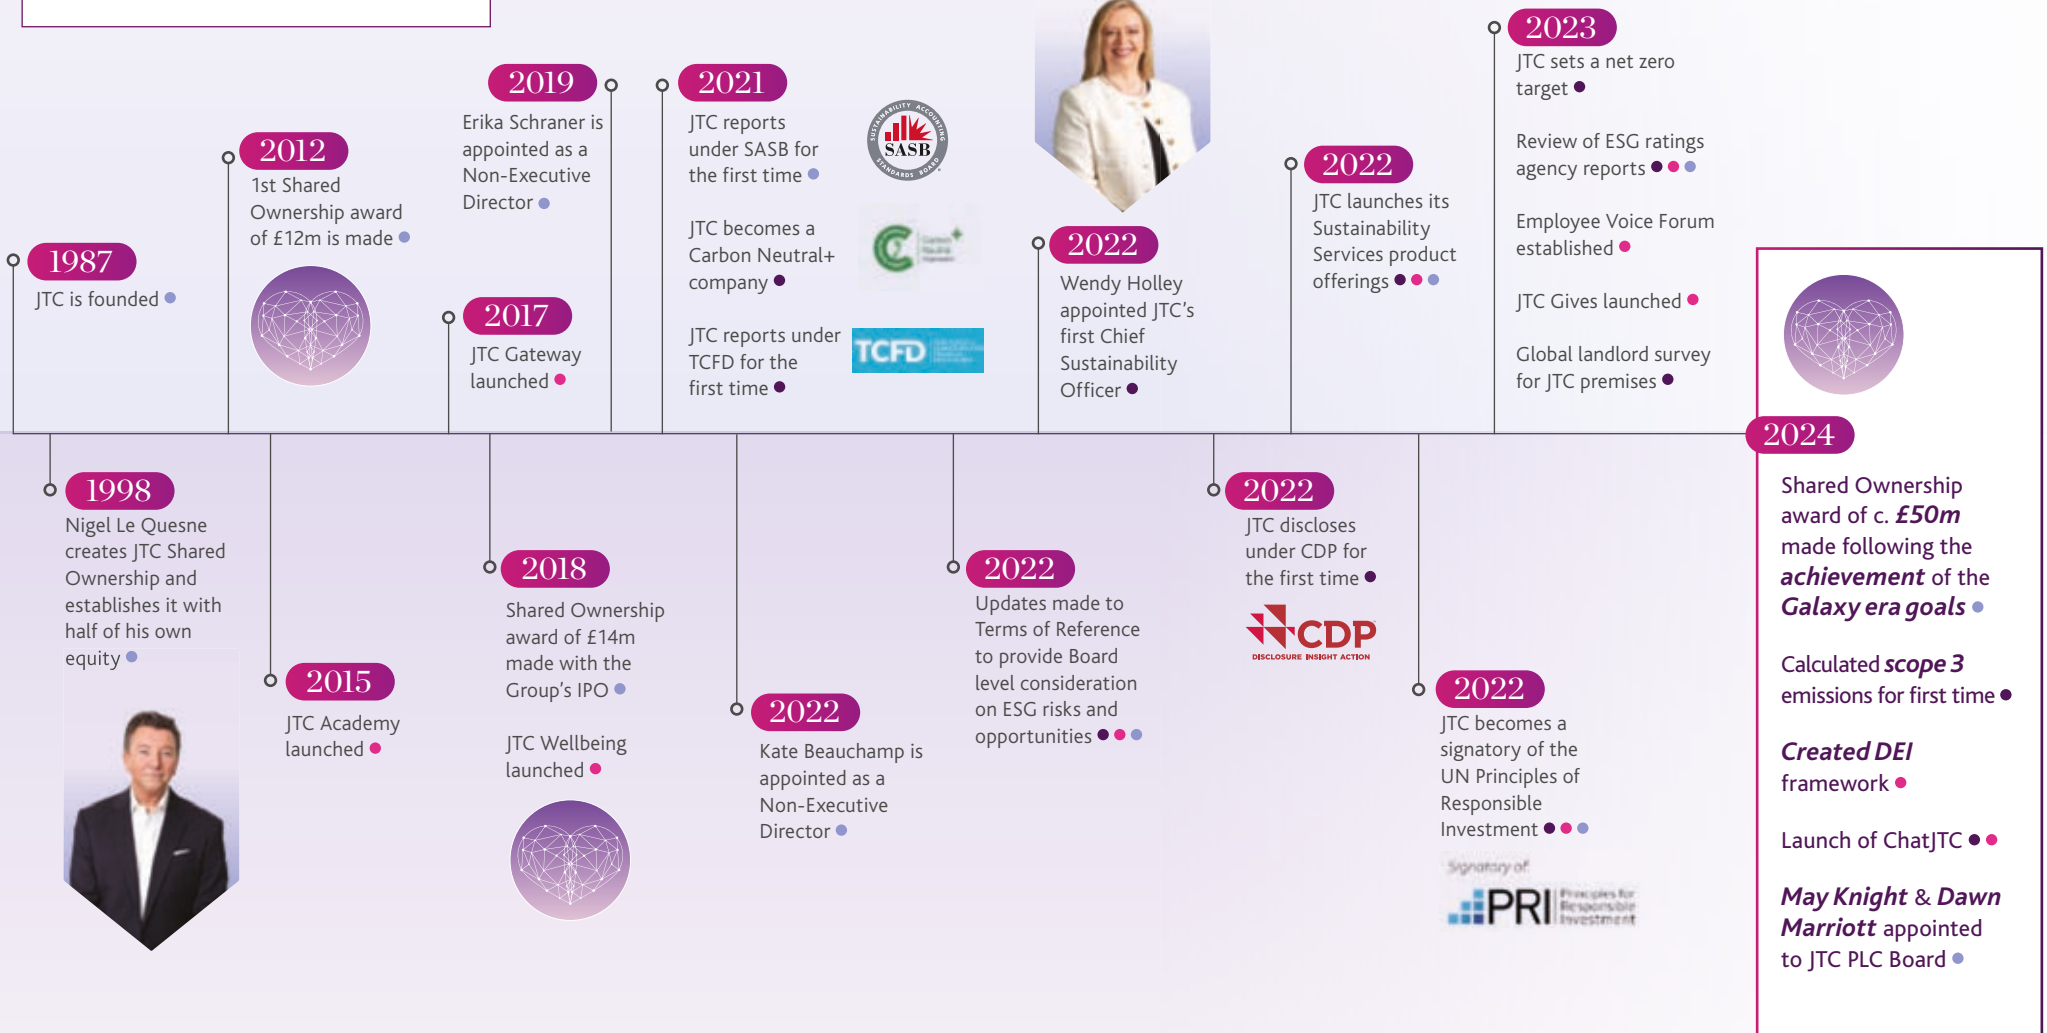 1987
JTC is founded
1998
Nigel Le Quesne
creates JTC Shared
Ownership and
establishes it with
half of his own
equity
2012
1st Shared
Ownership award
of £12m is made
2015
JTC Academy
launched
2017
JTC Gateway
launched
2018
Shared Ownership
award of £14m
made with the
Group's IPO
JTC Wellbeing
launched
2019
Erika Schraner is
appointed as a
Non-Executive
Director
2021
JTC reports
under SASB for
the first time
SUSTAINABILITY ACCOUNTING
SASB
STANDARDS BOARD
JTC becomes a
Carbon Neutral+
company
Carbon
Neutral
JTC reports under
TCFD for the
first time
TCFD
2022
Kate Beauchamp is
appointed as a
Non-Executive
Director
2022
Updates made to
Terms of Reference
to provide Board
level consideration
on ESG risks and
opportunities
2022
Wendy Holley
appointed JTC's
first Chief
Sustainability
Officer
2022
JTC discloses
under CDP for
the first time
CDP
DISCLOSURE INSIGHT ACTION
2022
JTC launches its
Sustainability
Services product
offerings
2022
JTC becomes a
signatory of the
UN Principles of
Responsible
Investment
Signatory of:
PRI
Principles for
Responsible
Investment
2023
JTC sets a net zero
target
Review of ESG ratings
agency reports
Employee Voice Forum
established
JTC Gives launched
Global landlord survey
for JTC premises
2024
Shared Ownership
award of c. £50m
made following the
achievement of the
Galaxy era goals
Calculated scope 3
emissions for first time
Created DEI
framework
Launch of ChatJTC
May Knight & Dawn
Marriott appointed
to JTC PLC Board